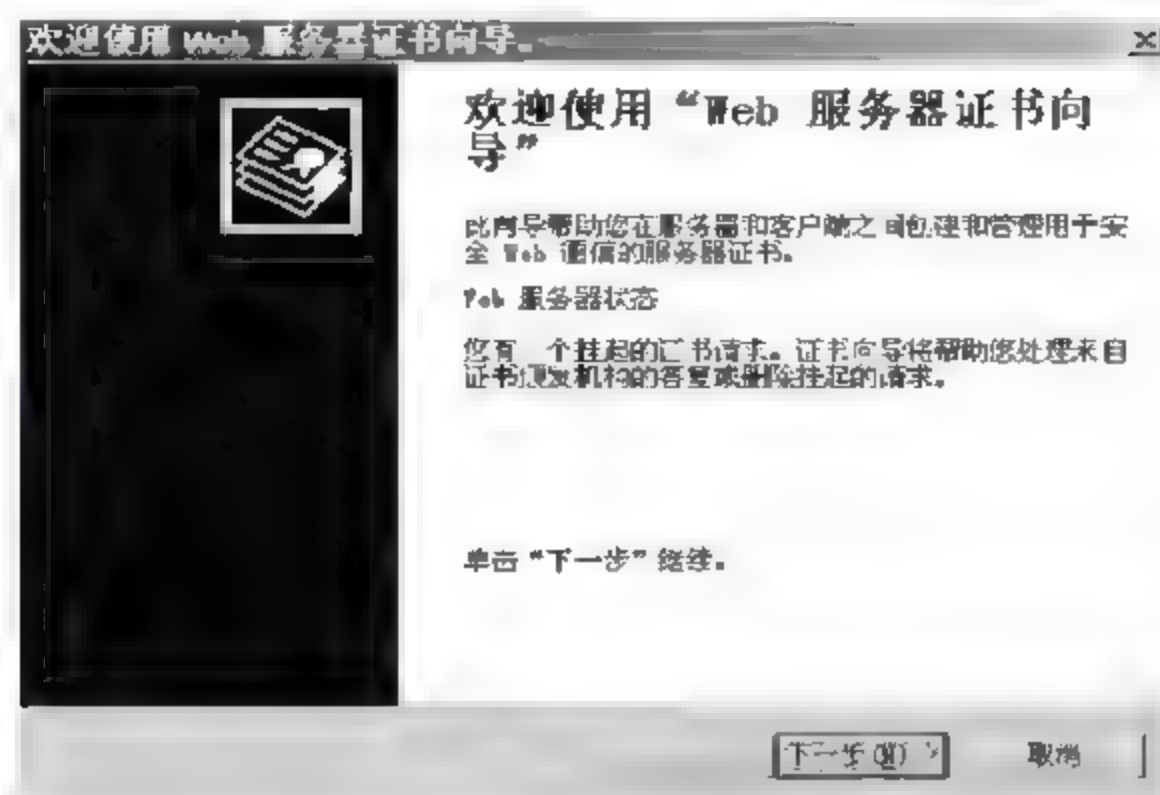 欢迎使用 Web 服务器证书向导.
欢迎使用“Web 服务器证书向
导”
此向导帮助您在服务器和客户端之间创建和管理用于安
全 Web 通信的服务器证书。
Web 服务器状态
您有一个挂起的证书请求。证书向导将帮助您处理来自
证书颁发机构的答复或删除挂起的请求。
单击“下一步”继续。
下一步(N) >
取消